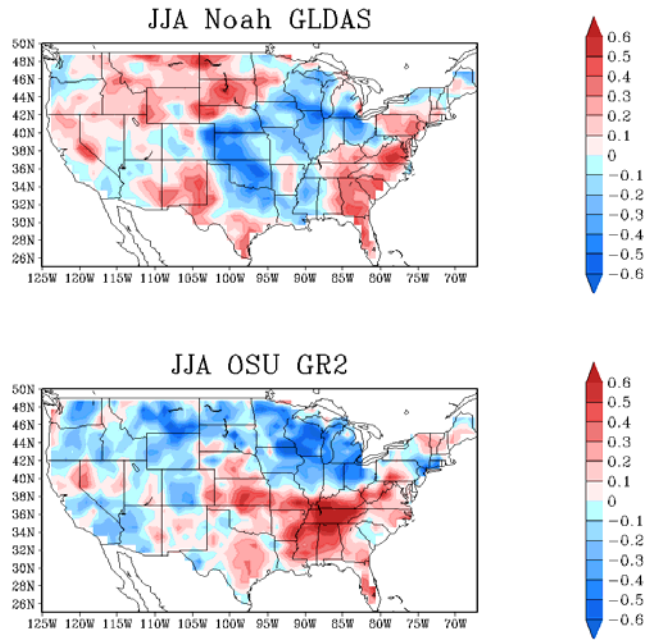 JJA Noah GLDAS
50N
48N
46N
44N
42N
40N
38N
36N
34N
32N
30N
28N
26N
125W 120W 115W 110W 105W 100W 95W 90W 85W 80W 75W 70W
0.6
0.5
0.4
0.3
0.2
0.1
0
-0.1
-0.2
-0.3
-0.4
-0.5
-0.6
JJA OSU GR2
50N
48N
46N
44N
42N
40N
38N
36N
34N
32N
30N
28N
26N
125W 120W 115W 110W 105W 100W 95W 90W 85W 80W 75W 70W
0.6
0.5
0.4
0.3
0.2
0.1
0
-0.1
-0.2
-0.3
-0.4
-0.5
-0.6